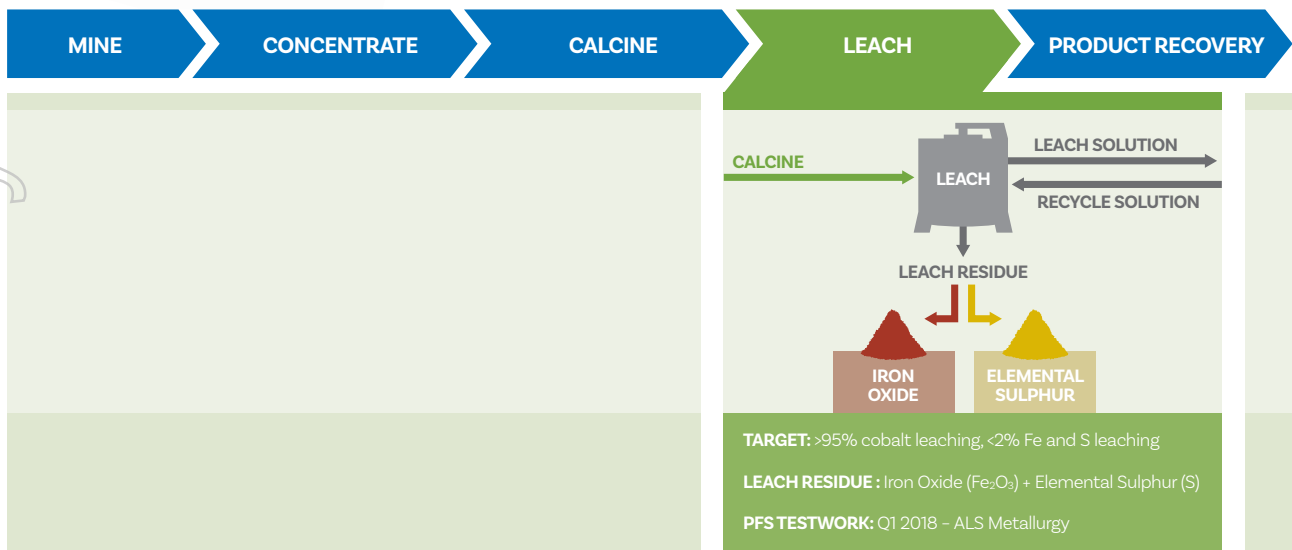 MINE
CONCENTRATE
CALCINE
LEACH
PRODUCT RECOVERY
CALCINE
LEACH
LEACH SOLUTION
RECYCLE SOLUTION
LEACH RESIDUE
IRON
OXIDE
ELEMENTAL
SULPHUR
TARGET: >95% cobalt leaching, <2% Fe and S leaching
LEACH RESIDUE : Iron Oxide (Fe₂O₃) + Elemental Sulphur (S)
PFS TESTWORK: Q1 2018 – ALS Metallurgy